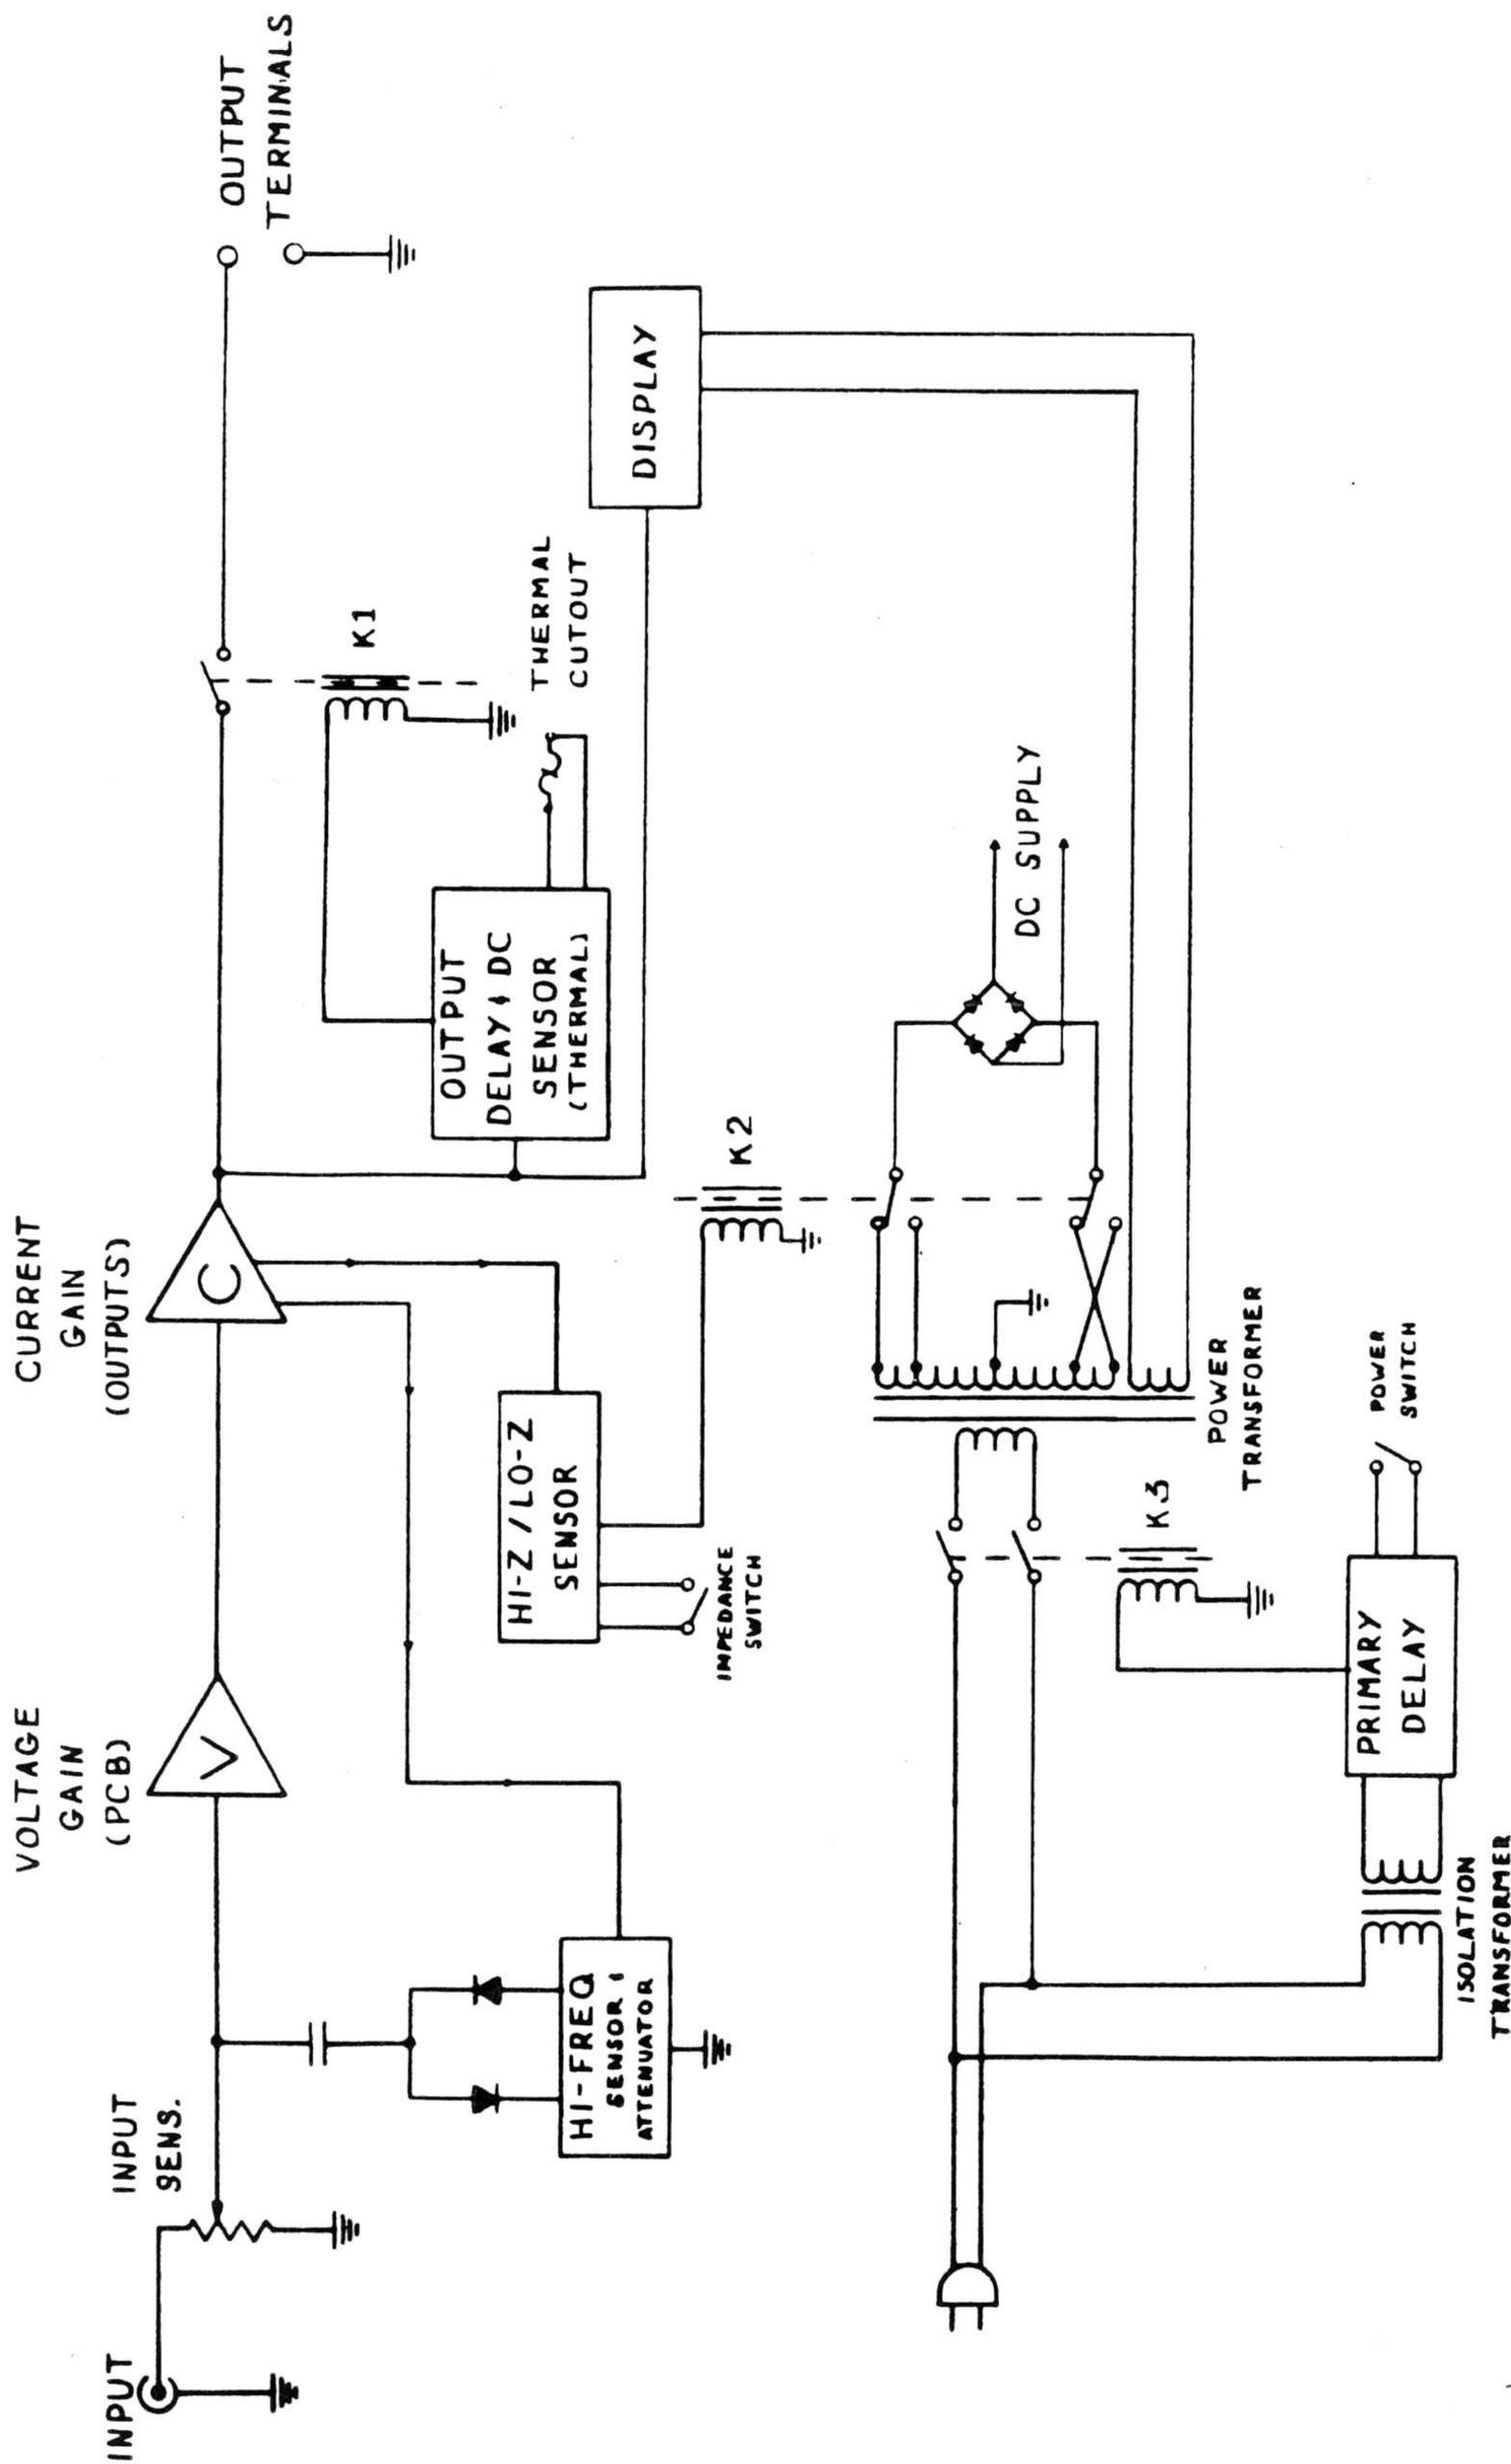 INPUT
INPUT
SENS.
VOLTAGE
GAIN
(PCB)
V
CURRENT
GAIN
(OUTPUTS)
C
OUTPUT
TERMINALS
K1
HI-FREQ
SENSOR &
ATTENUATOR
HI-Z / LO-Z
SENSOR
IMPEDANCE
SWITCH
OUTPUT
DELAY & DC
SENSOR
(THERMAL)
THERMAL
CUTOUT
DISPLAY
K2
DC SUPPLY
POWER
TRANSFORMER
K3
POWER
SWITCH
PRIMARY
DELAY
ISOLATION
TRANSFORMER